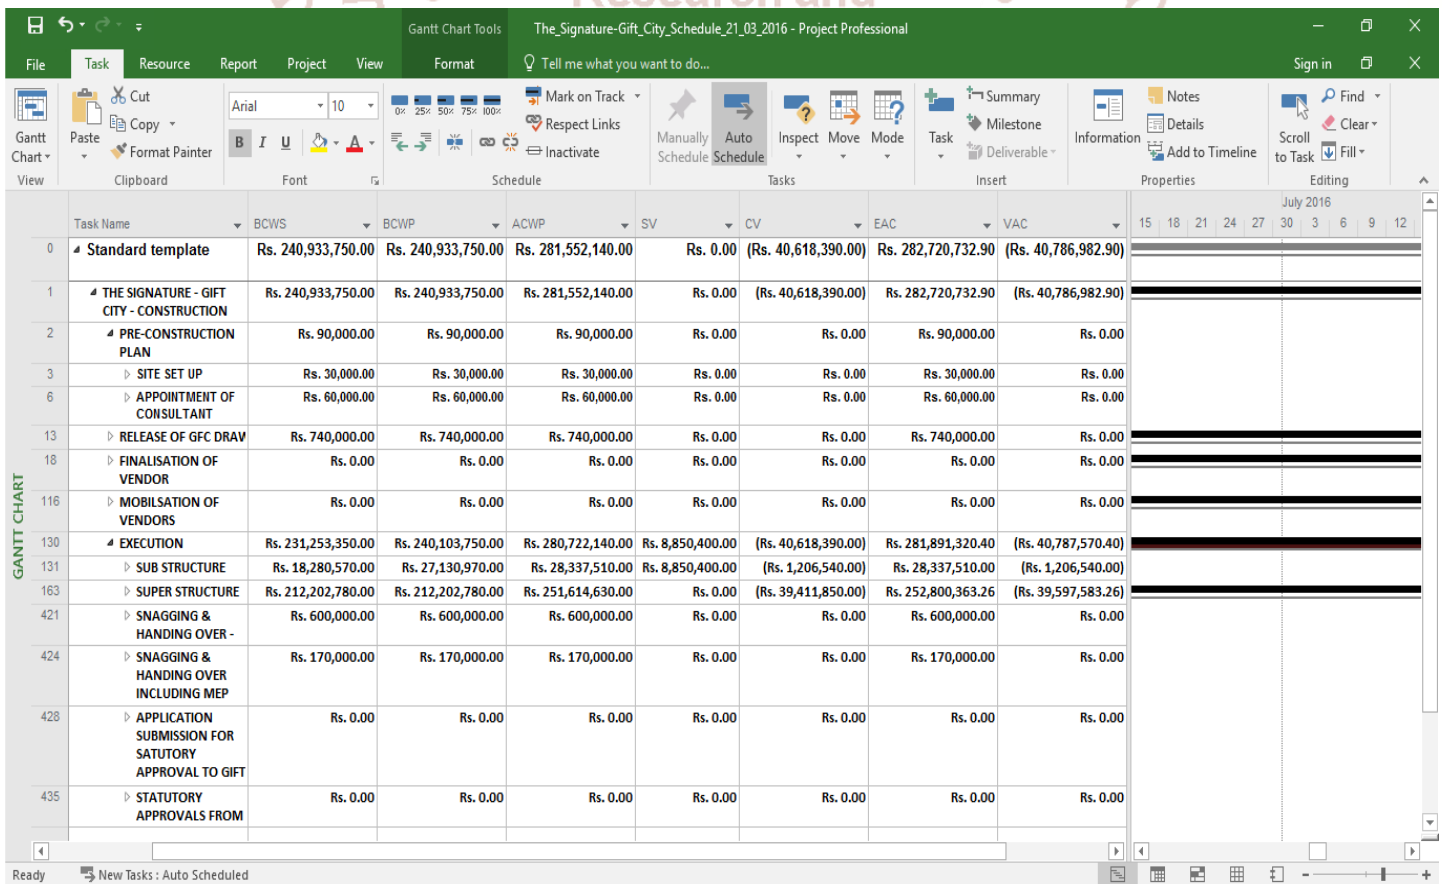 Research and
Gantt Chart Tools
The_Signature-Gift_City_Schedule_21_03_2016 - Project Professional
File Task Resource Report Project View Format Tell me what you want to do... Sign in
Gantt Chart
View
Paste
Cut
Copy
Format Painter
Clipboard
Arial 10
B I U A
Font
0% 25% 50% 75% 100%
Mark on Track
Respect Links
Inactivate
Schedule
Manually Schedule
Auto Schedule
Inspect Move Mode
Tasks
Task
Summary
Milestone
Deliverable
Insert
Information
Notes
Details
Add to Timeline
Properties
Scroll to Task
Find
Clear
Fill
Editing
July 2016
Task Name BCWS BCWP ACWP SV CV EAC VAC 15 18 21 24 27 30 3 6 9 12
0 Standard template Rs. 240,933,750.00 Rs. 240,933,750.00 Rs. 281,552,140.00 Rs. 0.00 (Rs. 40,618,390.00) Rs. 282,720,732.90 (Rs. 40,786,982.90)
1 THE SIGNATURE - GIFT Rs. 240,933,750.00 Rs. 240,933,750.00 Rs. 281,552,140.00 Rs. 0.00 (Rs. 40,618,390.00) Rs. 282,720,732.90 (Rs. 40,786,982.90)
CITY - CONSTRUCTION
2 PRE-CONSTRUCTION Rs. 90,000.00 Rs. 90,000.00 Rs. 90,000.00 Rs. 0.00 Rs. 0.00 Rs. 90,000.00 Rs. 0.00
PLAN
3 SITE SET UP Rs. 30,000.00 Rs. 30,000.00 Rs. 30,000.00 Rs. 0.00 Rs. 0.00 Rs. 30,000.00 Rs. 0.00
6 APPOINTMENT OF Rs. 60,000.00 Rs. 60,000.00 Rs. 60,000.00 Rs. 0.00 Rs. 0.00 Rs. 60,000.00 Rs. 0.00
CONSULTANT
13 RELEASE OF GFC DRAW Rs. 740,000.00 Rs. 740,000.00 Rs. 740,000.00 Rs. 0.00 Rs. 0.00 Rs. 740,000.00 Rs. 0.00
18 FINALISATION OF Rs. 0.00 Rs. 0.00 Rs. 0.00 Rs. 0.00 Rs. 0.00 Rs. 0.00 Rs. 0.00
VENDOR
116 MOBILSATION OF Rs. 0.00 Rs. 0.00 Rs. 0.00 Rs. 0.00 Rs. 0.00 Rs. 0.00 Rs. 0.00
VENDORS
130 EXECUTION Rs. 231,253,350.00 Rs. 240,103,750.00 Rs. 280,722,140.00 Rs. 8,850,400.00 (Rs. 40,618,390.00) Rs. 281,891,320.40 (Rs. 40,787,570.40)
131 SUB STRUCTURE Rs. 18,280,570.00 Rs. 27,130,970.00 Rs. 28,337,510.00 Rs. 8,850,400.00 (Rs. 1,206,540.00) Rs. 28,337,510.00 (Rs. 1,206,540.00)
163 SUPER STRUCTURE Rs. 212,202,780.00 Rs. 212,202,780.00 Rs. 251,614,630.00 Rs. 0.00 (Rs. 39,411,850.00) Rs. 252,800,363.26 (Rs. 39,597,583.26)
421 SNAGGING & Rs. 600,000.00 Rs. 600,000.00 Rs. 600,000.00 Rs. 0.00 Rs. 0.00 Rs. 600,000.00 Rs. 0.00
HANDING OVER -
424 SNAGGING & Rs. 170,000.00 Rs. 170,000.00 Rs. 170,000.00 Rs. 0.00 Rs. 0.00 Rs. 170,000.00 Rs. 0.00
HANDING OVER
INCLUDING MEP
428 APPLICATION Rs. 0.00 Rs. 0.00 Rs. 0.00 Rs. 0.00 Rs. 0.00 Rs. 0.00 Rs. 0.00
SUBMISSION FOR
SATUTORY
APPROVAL TO GIFT
435 STATUTORY Rs. 0.00 Rs. 0.00 Rs. 0.00 Rs. 0.00 Rs. 0.00 Rs. 0.00 Rs. 0.00
APPROVALS FROM
GANTT CHART
Ready New Tasks : Auto Scheduled